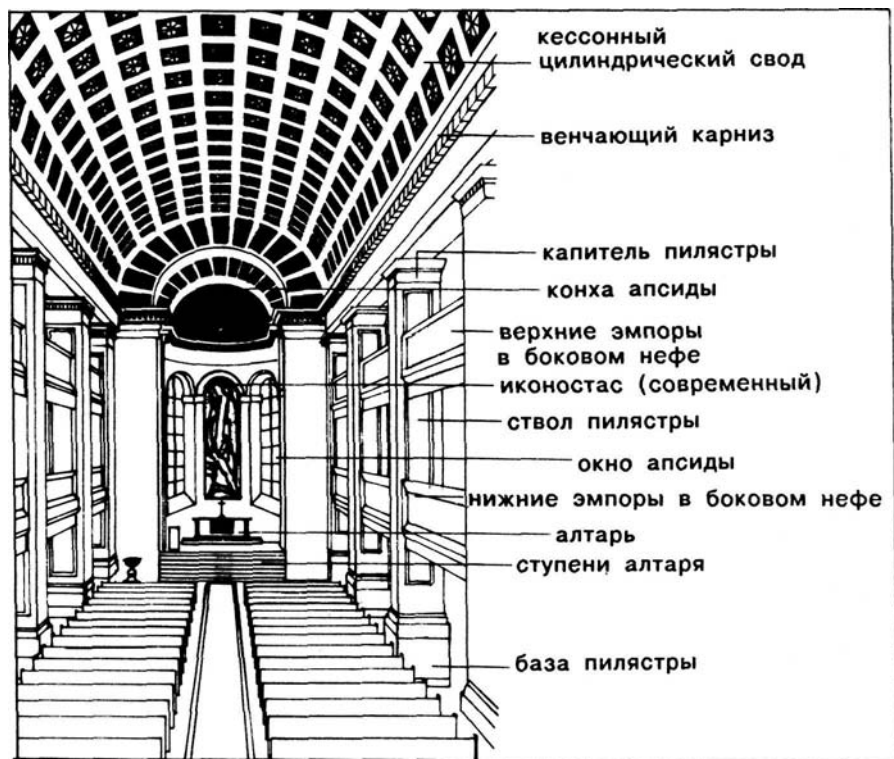 кессонный
цилиндрический свод
венчающий карниз
капитель пилястры
конха апсиды
верхние эмпоры
в боковом нефе
иконостас (современный)
ствол пилястры
окно апсиды
нижние эмпоры в боковом нефе
алтарь
ступени алтаря
база пилястры